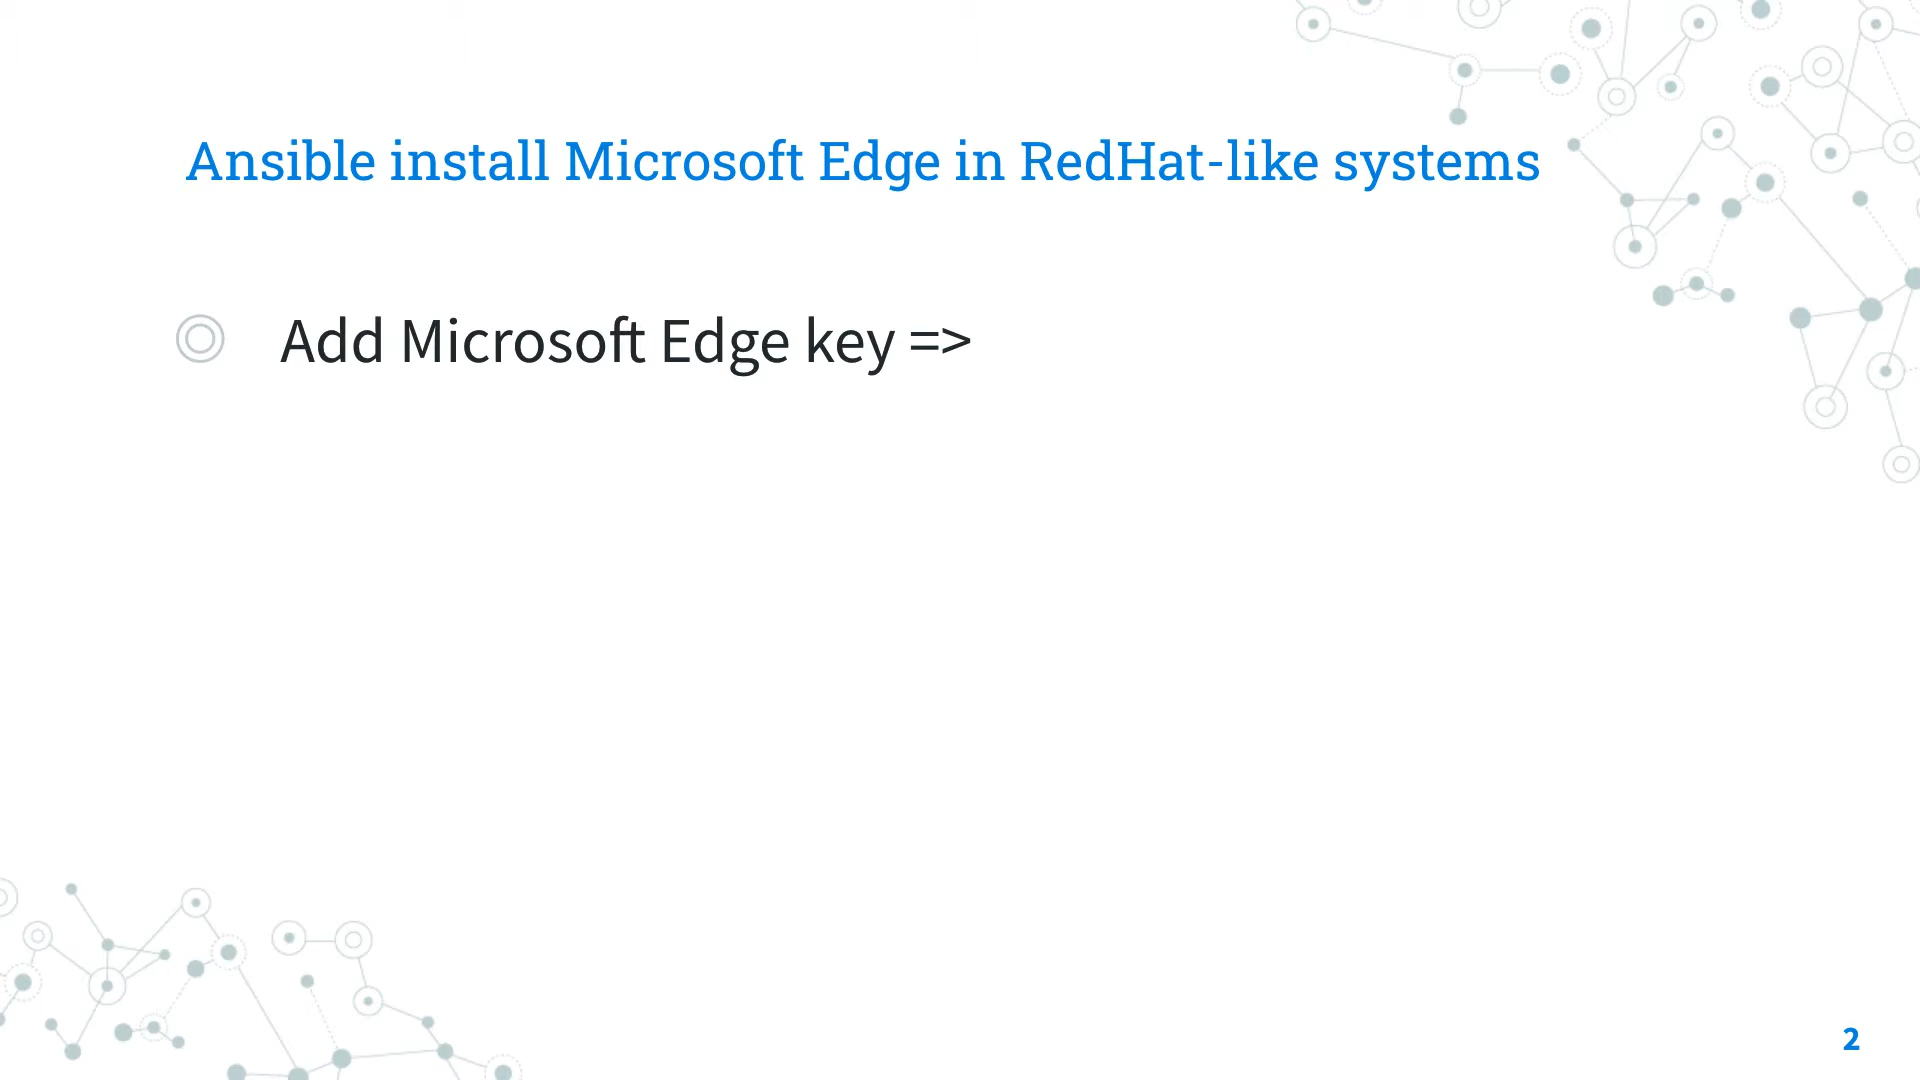 Ansible install Microsoft Edge in RedHat-like systems
Add Microsoft Edge key =>
2